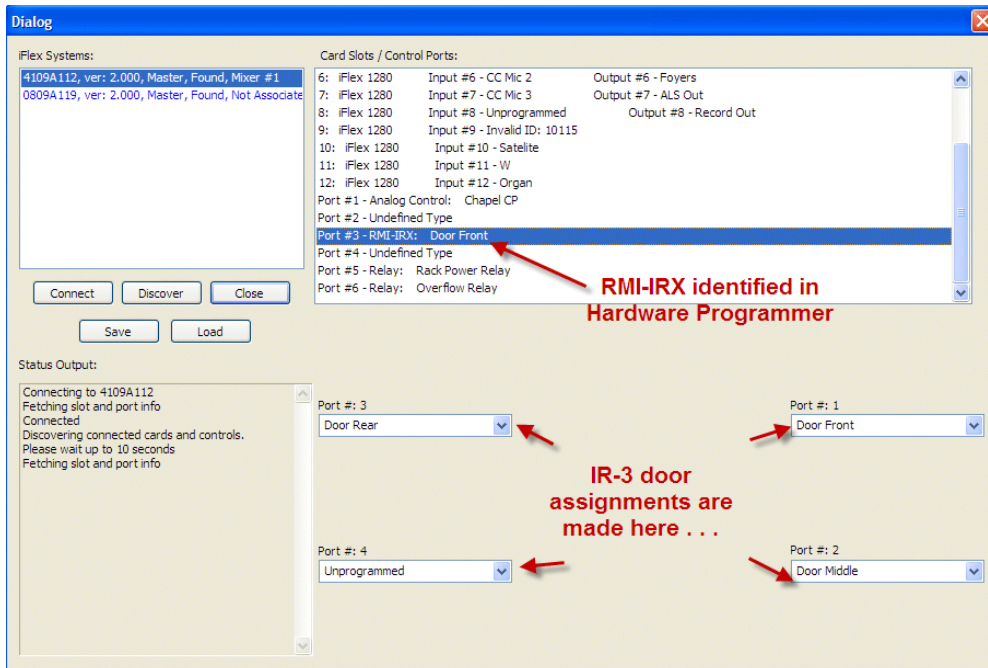 Dialog
iFlex Systems:
4109A112, ver: 2.000, Master, Found, Mixer #1
0809A119, ver: 2.000, Master, Found, Not Associate
Connect Discover Close
Save Load
Card Slots / Control Ports:
6: iFlex 1280 Input #6 - CC Mic 2 Output #6 - Foyers
7: iFlex 1280 Input #7 - CC Mic 3 Output #7 - ALS Out
8: iFlex 1280 Input #8 - Unprogrammed Output #8 - Record Out
9: iFlex 1280 Input #9 - Invalid ID: 10115
10: iFlex 1280 Input #10 - Satelite
11: iFlex 1280 Input #11 - W
12: iFlex 1280 Input #12 - Organ
Port #1 - Analog Control: Chapel CP
Port #2 - Undefined Type
Port #3 - RMI-IRX: Door Front
Port #4 - Undefined Type
Port #5 - Relay: Rack Power Relay
Port #6 - Relay: Overflow Relay
RMI-IRX identified in
Hardware Programmer
Status Output:
Connecting to 4109A112
Fetching slot and port info
Connected
Discovering connected cards and controls.
Please wait up to 10 seconds
Fetching slot and port info
Port #: 3
Door Rear
Port #: 1
Door Front
IR-3 door
assignments are
made here . . .
Port #: 4
Unprogrammed
Port #: 2
Door Middle